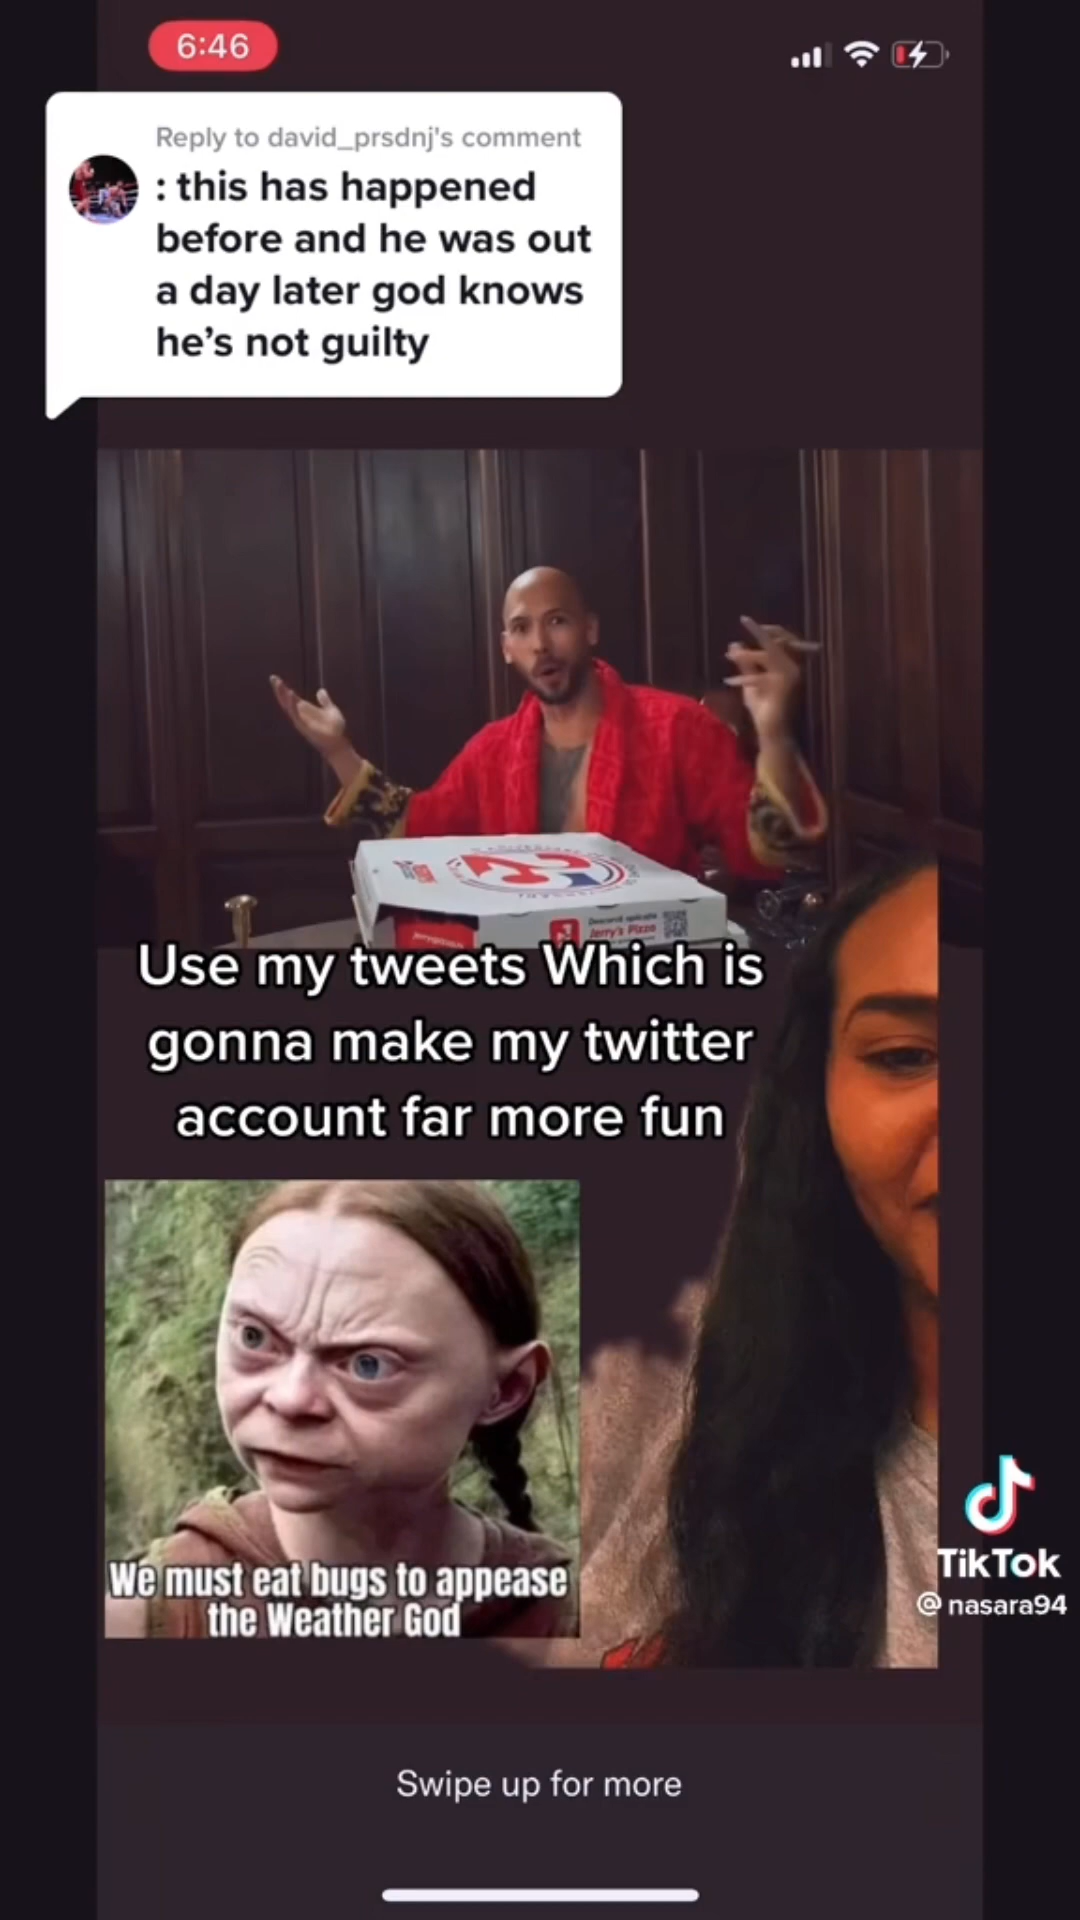 6:46
Reply to david_prsdnj's comment
: this has happened
before and he was out
a day later god knows
he's not guilty
Jerry's Pizza
Use my tweets Which is
gonna make my twitter
account far more fun
We must eat bugs to appease
the Weather God
TikTok
@nasara94
Swipe up for more